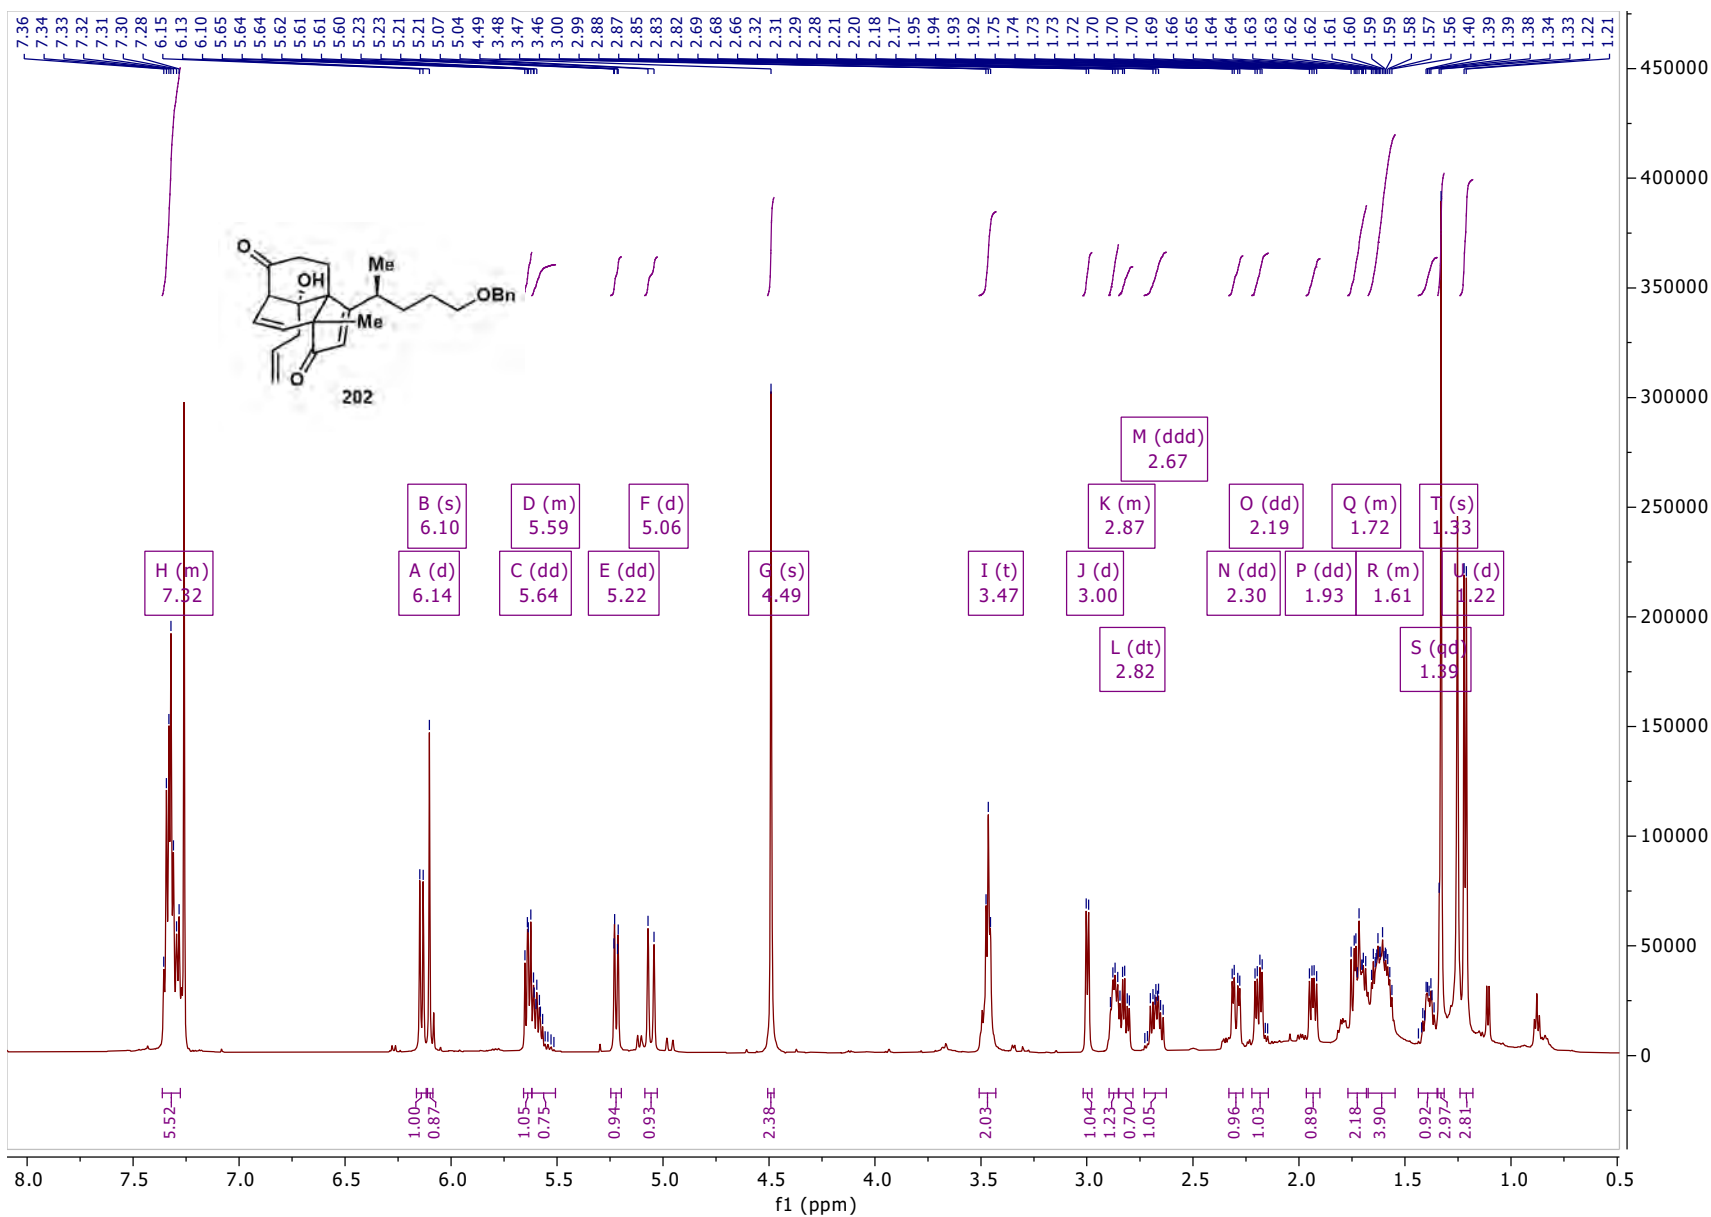 7.36 7.34 7.33 7.32 7.31 7.30 7.28 6.15 6.13 6.10 5.65 5.64 5.64 5.62 5.61 5.61 5.60 5.23 5.23 5.21 5.21 5.07 5.04 4.49 3.48 3.47 3.46 3.00 2.99 2.88 2.87 2.85 2.83 2.82 2.69 2.68 2.66 2.32 2.31 2.29 2.28 2.21 2.20 2.18 2.17 1.95 1.94 1.93 1.92 1.75 1.74 1.73 1.73 1.72 1.70 1.70 1.70 1.69 1.66 1.65 1.64 1.64 1.63 1.63 1.62 1.62 1.61 1.60 1.59 1.59 1.58 1.57 1.56 1.40 1.39 1.39 1.38 1.34 1.33 1.22 1.21
450000
400000
350000
300000
250000
200000
150000
100000
50000
0
O
OH
Me
OBn
Me
O
202
M (ddd)
2.67
B (s)
6.10
D (m)
5.59
F (d)
5.06
K (m)
2.87
O (dd)
2.19
Q (m)
1.72
T (s)
1.33
H (m)
7.32
A (d)
6.14
C (dd)
5.64
E (dd)
5.22
G (s)
4.49
I (t)
3.47
J (d)
3.00
N (dd)
2.30
P (dd)
1.93
R (m)
1.61
U (d)
1.22
L (dt)
2.82
S (qd)
1.39
5.52 1.00 0.87 1.05 0.75 0.94 0.93 2.38 2.03 1.04 1.23 0.70 1.05 0.96 1.03 0.89 2.18 3.90 0.92 2.97 2.81
8.0 7.5 7.0 6.5 6.0 5.5 5.0 4.5 4.0 3.5 3.0 2.5 2.0 1.5 1.0 0.5
f1 (ppm)